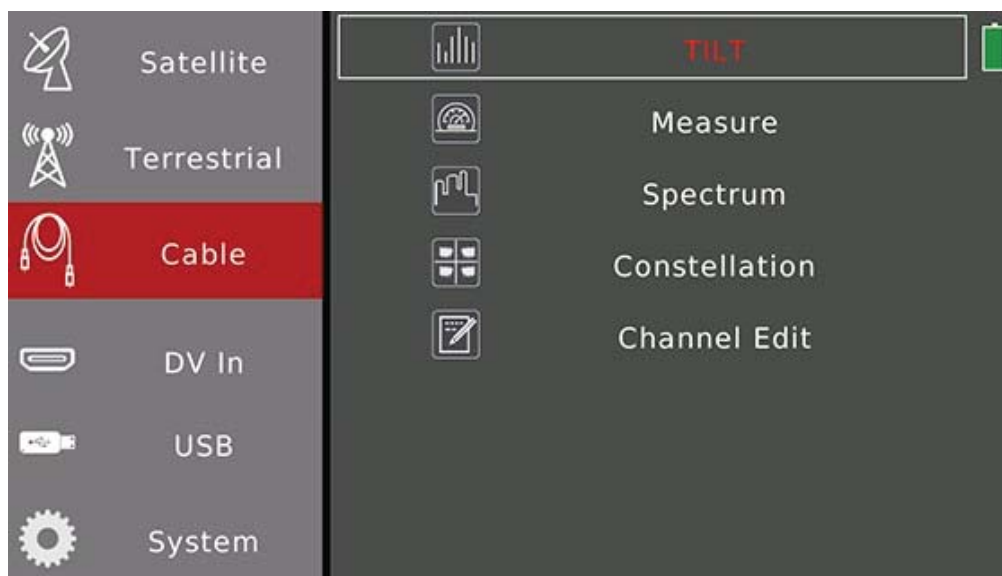 Satellite
Terrestrial
Cable
DV In
USB
System
TILT
Measure
Spectrum
Constellation
Channel Edit